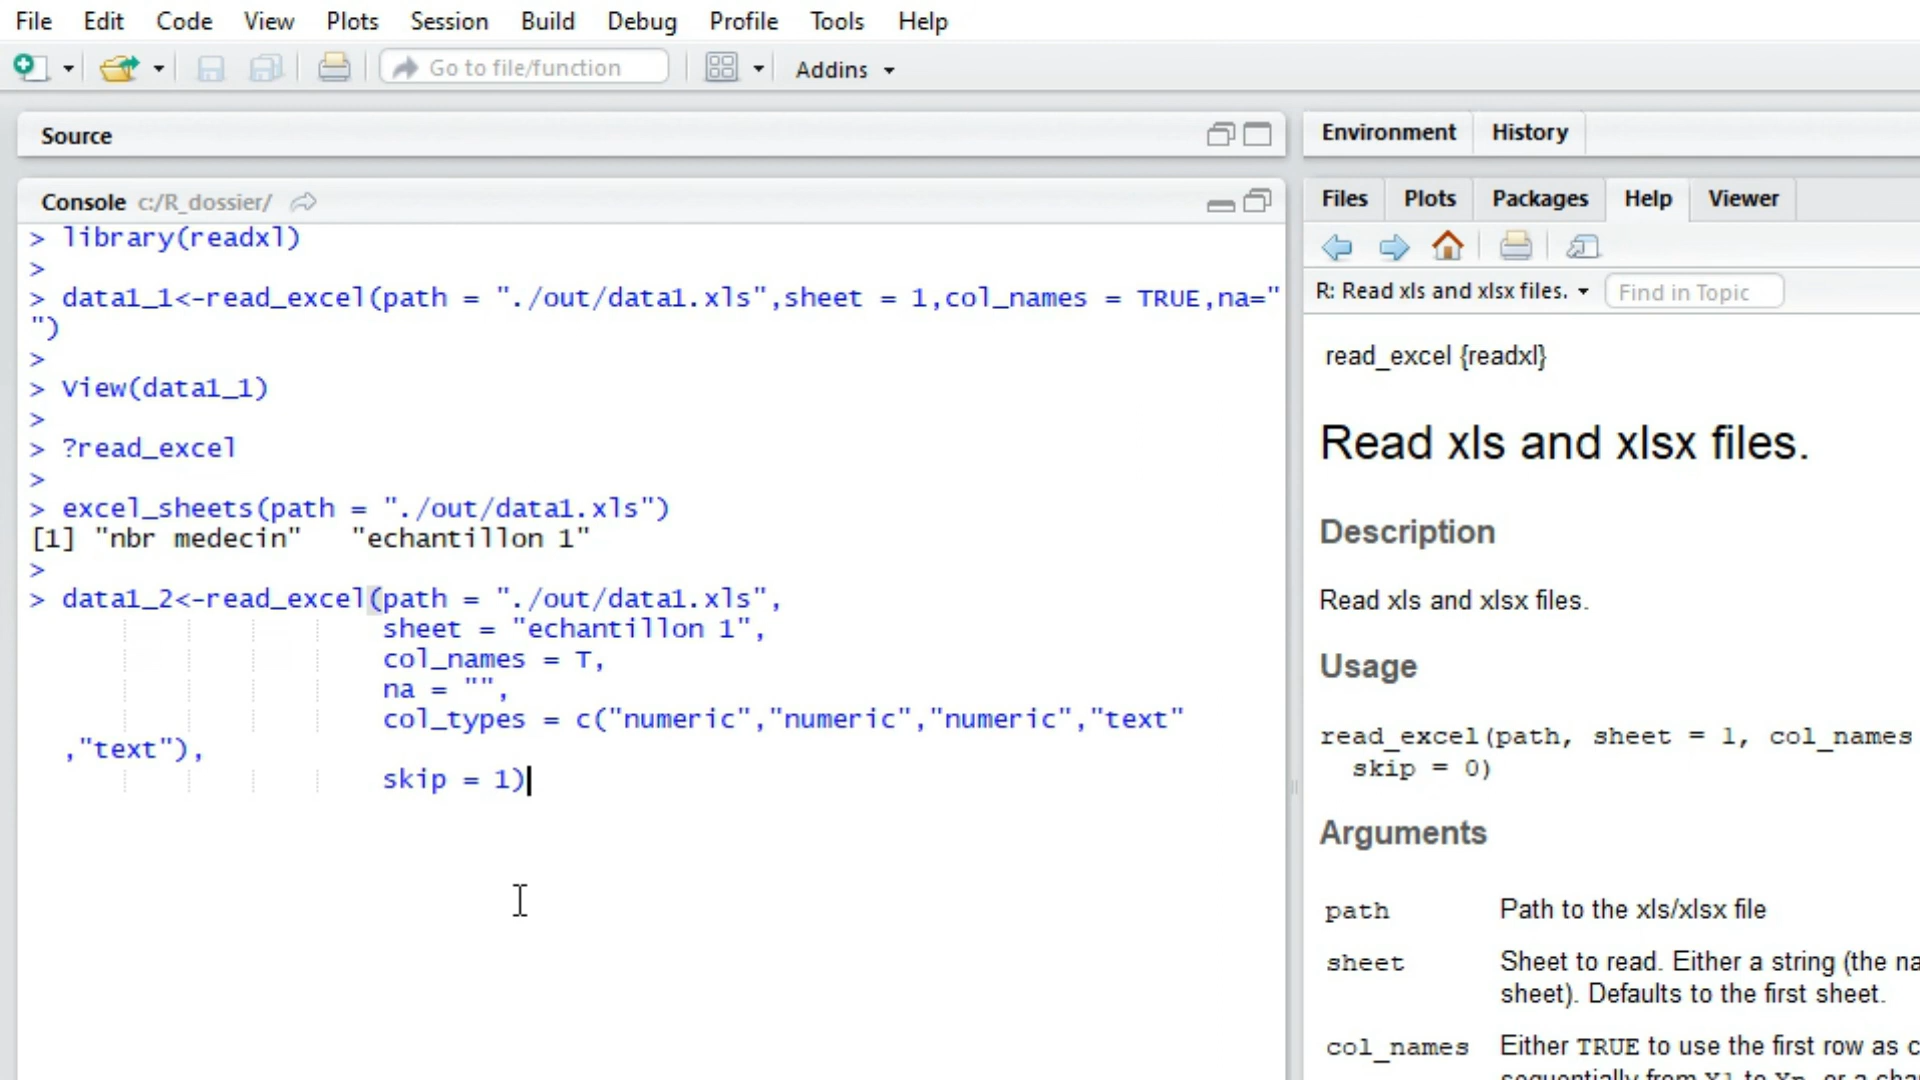 File Edit Code View Plots Session Build Debug Profile Tools Help
Go to file/function Addins
Source
Console c:/R_dossier/
> library(readxl)
>
> data1_1<-read_excel(path = "./out/data1.xls",sheet = 1,col_names = TRUE,na="
")
>
> View(data1_1)
>
> ?read_excel
>
> excel_sheets(path = "./out/data1.xls")
[1] "nbr medecin" "echantillon 1"
>
> data1_2<-read_excel(path = "./out/data1.xls",
sheet = "echantillon 1",
col_names = T,
na = "",
col_types = c("numeric","numeric","numeric","text"
,"text"),
skip = 1)
Environment History
Files Plots Packages Help Viewer
R: Read xls and xlsx files. Find in Topic
read_excel {readxl}
Read xls and xlsx files.
Description
Read xls and xlsx files.
Usage
read_excel(path, sheet = 1, col_names
skip = 0)
Arguments
path Path to the xls/xlsx file
sheet Sheet to read. Either a string (the na
sheet). Defaults to the first sheet.
col_names Either TRUE to use the first row as c